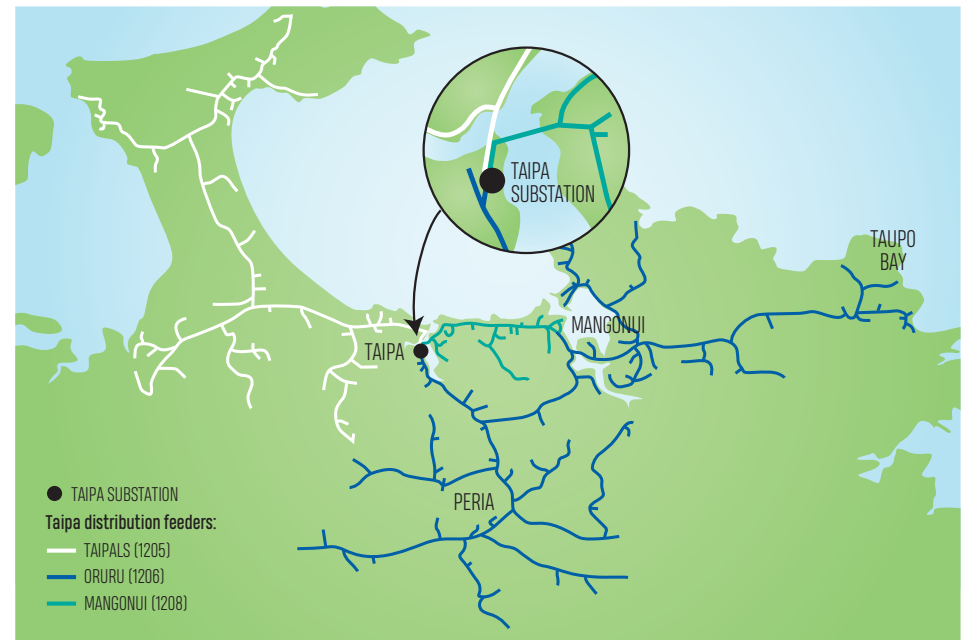 TAIPA
SUBSTATION
TAUPO
BAY
MANGONUI
TAIPA
PERIA
TAIPA SUBSTATION
Taipa distribution feeders:
TAIPALS (1205)
ORURU (1206)
MANGONUI (1208)